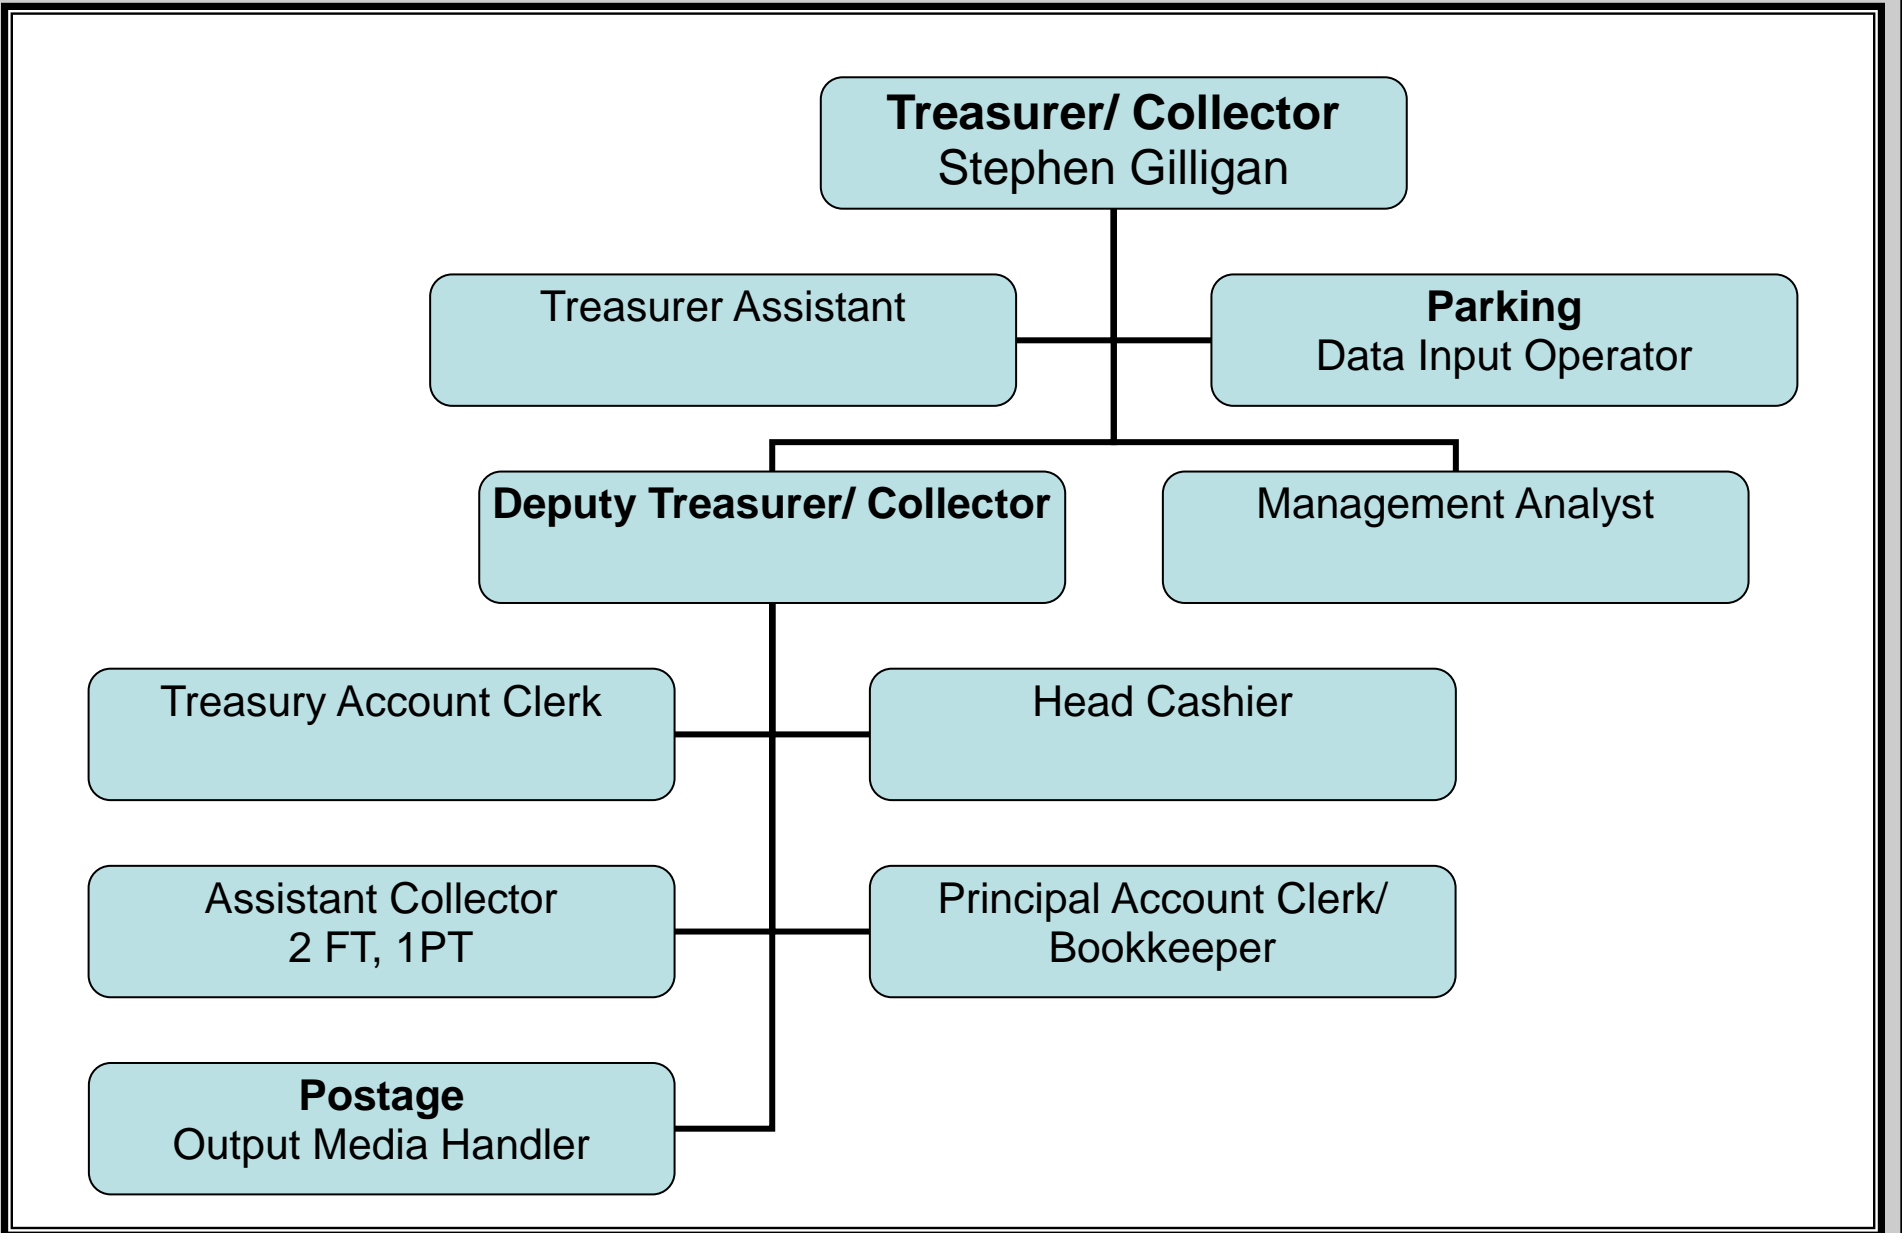 Treasurer/ Collector
Stephen Gilligan
Treasurer Assistant
Parking
Data Input Operator
Deputy Treasurer/ Collector
Management Analyst
Treasury Account Clerk
Head Cashier
Assistant Collector
2 FT, 1PT
Principal Account Clerk/
Bookkeeper
Postage
Output Media Handler